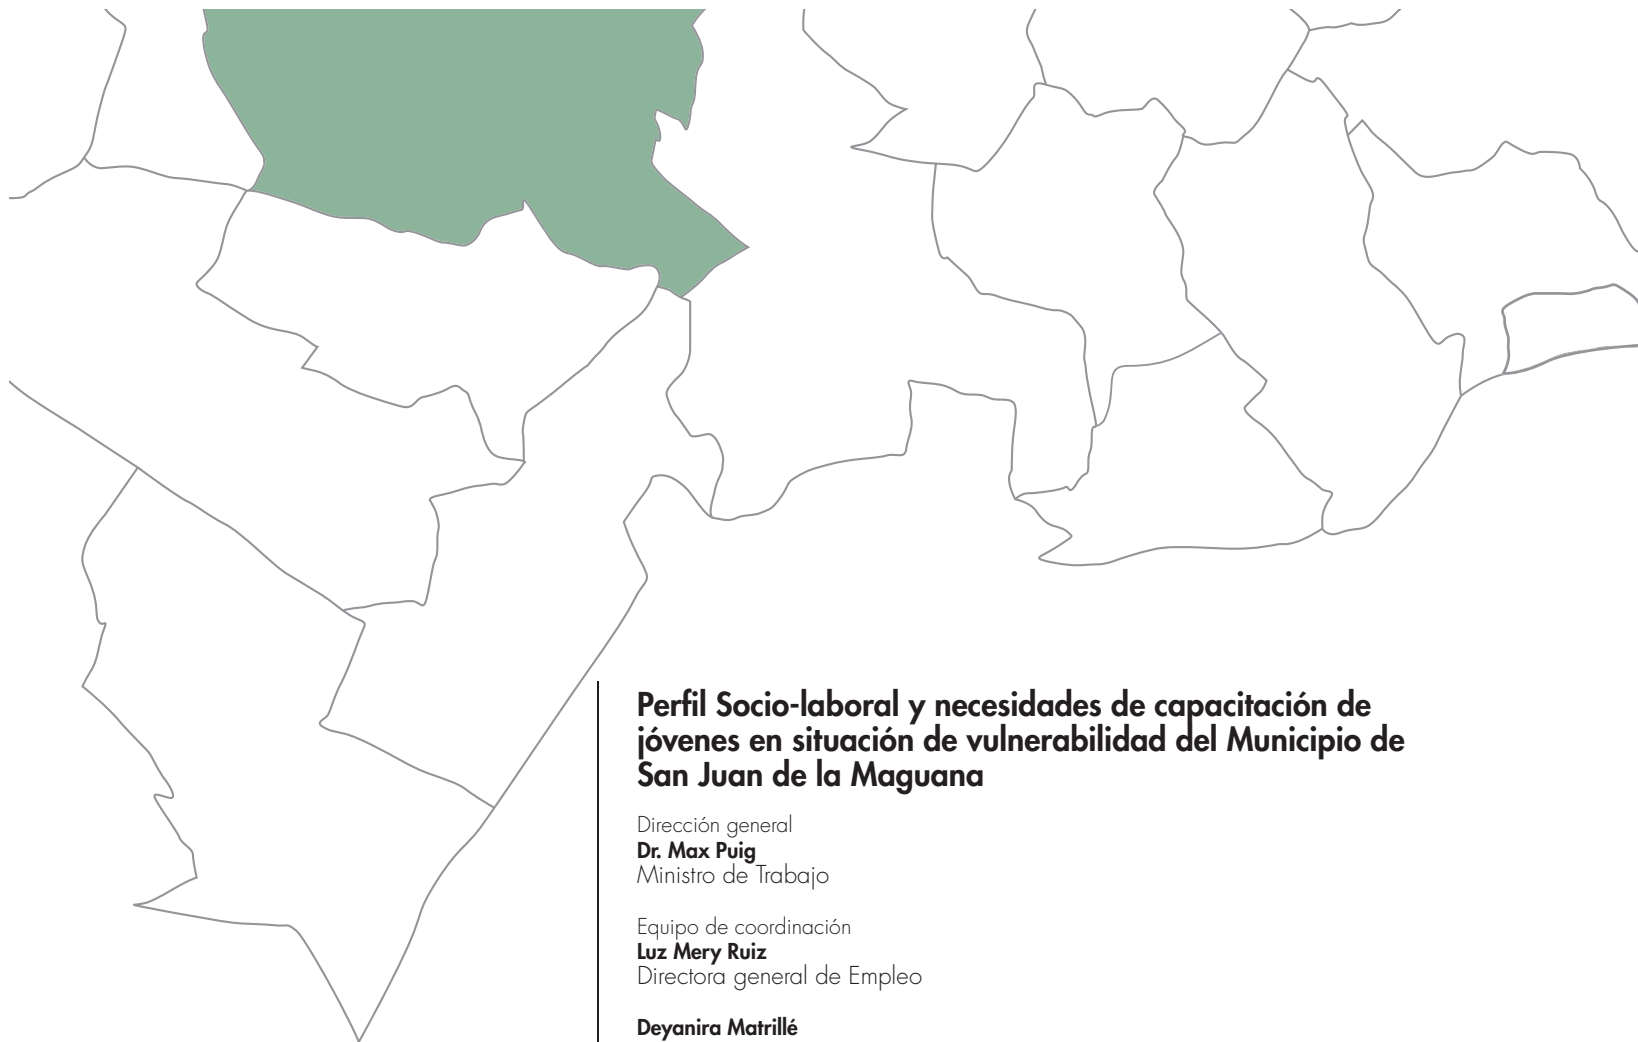 Perfil Socio-laboral y necesidades de capacitación de
jóvenes en situación de vulnerabilidad del Municipio de
San Juan de la Maguana
Dirección general
Dr. Max Puig
Ministro de Trabajo
Equipo de coordinación
Luz Mery Ruiz
Directora general de Empleo
Deyanira Matrillé